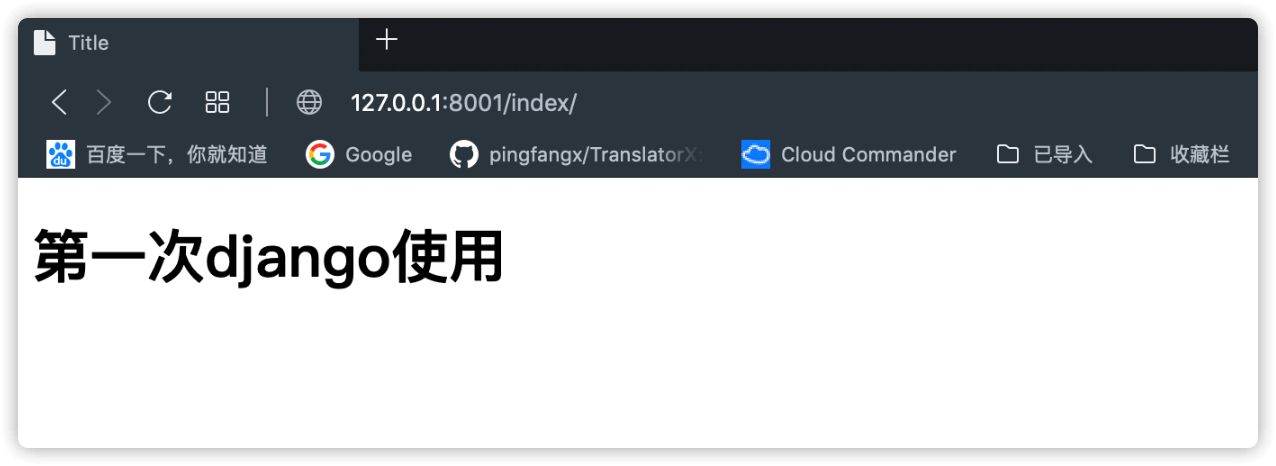 Title
127.0.0.1:8001/index/
百度一下，你就知道 Google pingfangx/TranslatorX Cloud Commander 已导入 收藏栏
第一次django使用